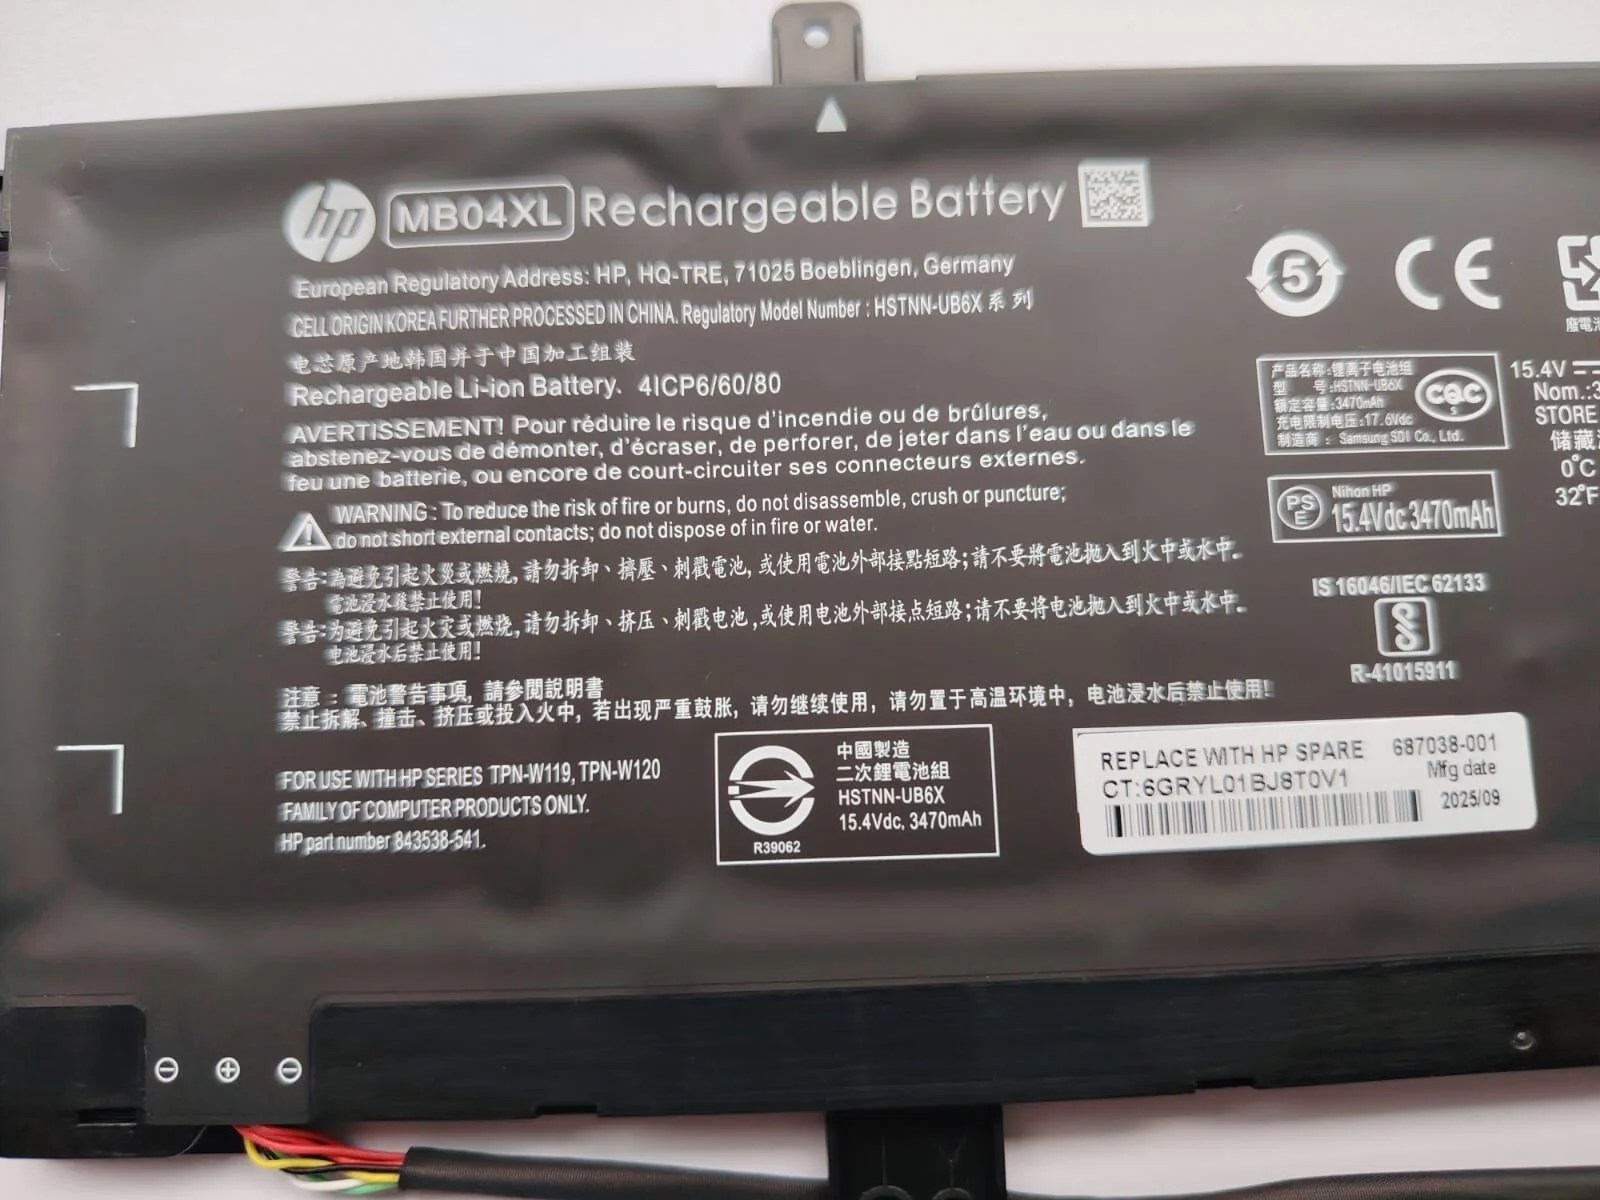 hp MB04XL Rechargeable Battery
European Regulatory Address: HP, HQ-TRE, 71025 Boeblingen, Germany
CELL ORIGIN KOREA FURTHER PROCESSED IN CHINA. Regulatory Model Number : HSTNN-UB6X 系列
电芯原产地韩国并于中国加工组装
Rechargeable Li-ion Battery. 4ICP6/60/80
AVERTISSEMENT! Pour réduire le risque d'incendie ou de brûlures,
abstenez-vous de démonter, d'écraser, de perforer, de jeter dans l'eau ou dans le
feu une batterie, ou encore de court-circuiter ses connecteurs externes.
WARNING : To reduce the risk of fire or burns, do not disassemble, crush or puncture;
do not short external contacts; do not dispose of in fire or water.
警告:為避免引起火災或燃燒,請勿拆卸、擠壓、刺戳電池,或使用電池外部接點短路;請不要將電池拋入到火中或水中.
電池浸水後禁止使用!
警告:为避免引起火灾或燃烧,请勿拆卸、挤压、刺戳电池,或使用电池外部接点短路;请不要将电池抛入到火中或水中.
电池浸水后禁止使用!
注意 : 電池警告事項, 請參閱說明書
禁止拆解、撞击、挤压或投入火中, 若出现严重鼓胀, 请勿继续使用, 请勿置于高温环境中, 电池浸水后禁止使用!
FOR USE WITH HP SERIES TPN-W119, TPN-W120
FAMILY OF COMPUTER PRODUCTS ONLY.
HP part number 843538-541.
中國製造
二次鋰電池組
HSTNN-UB6X
15.4Vdc, 3470mAh
R39062
5
CE
产品名称:锂离子电池组
型 号:HSTNN-UB6X
额定容量:3470mAh
充电限制电压:17.6Vdc
制造商 : Samsung SDI Co., Ltd.
CQC
S
PS
E
Nihon HP
15.4Vdc 3470mAh
IS 16046/IEC 62133
R-41015911
REPLACE WITH HP SPARE 687038-001
CT:6GRYL01BJ8T0V1
Mfg date
2025/09
15.4V
Nom.:3
STORE
储藏
0°C
32°F